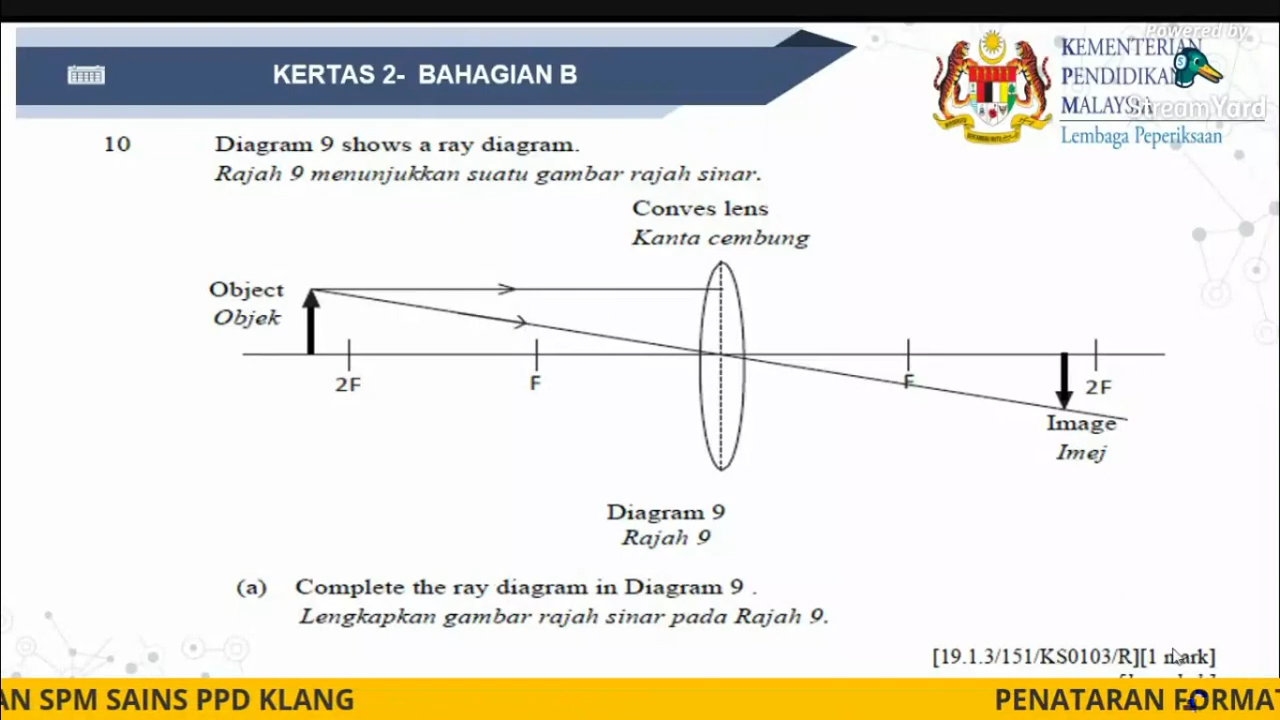 Powered by
StreamYard
KERTAS 2- BAHAGIAN B
KEMENTERIAN
PENDIDIKAN
MALAYSIA
Lembaga Peperiksaan
10 Diagram 9 shows a ray diagram.
Rajah 9 menunjukkan suatu gambar rajah sinar.
Conves lens
Kanta cembung
Object
Objek
2F F F 2F
Image
Imej
Diagram 9
Rajah 9
(a) Complete the ray diagram in Diagram 9 .
Lengkapkan gambar rajah sinar pada Rajah 9.
[19.1.3/151/KS0103/R][1 mark]
AN SPM SAINS PPD KLANG PENATARAN FORMAT